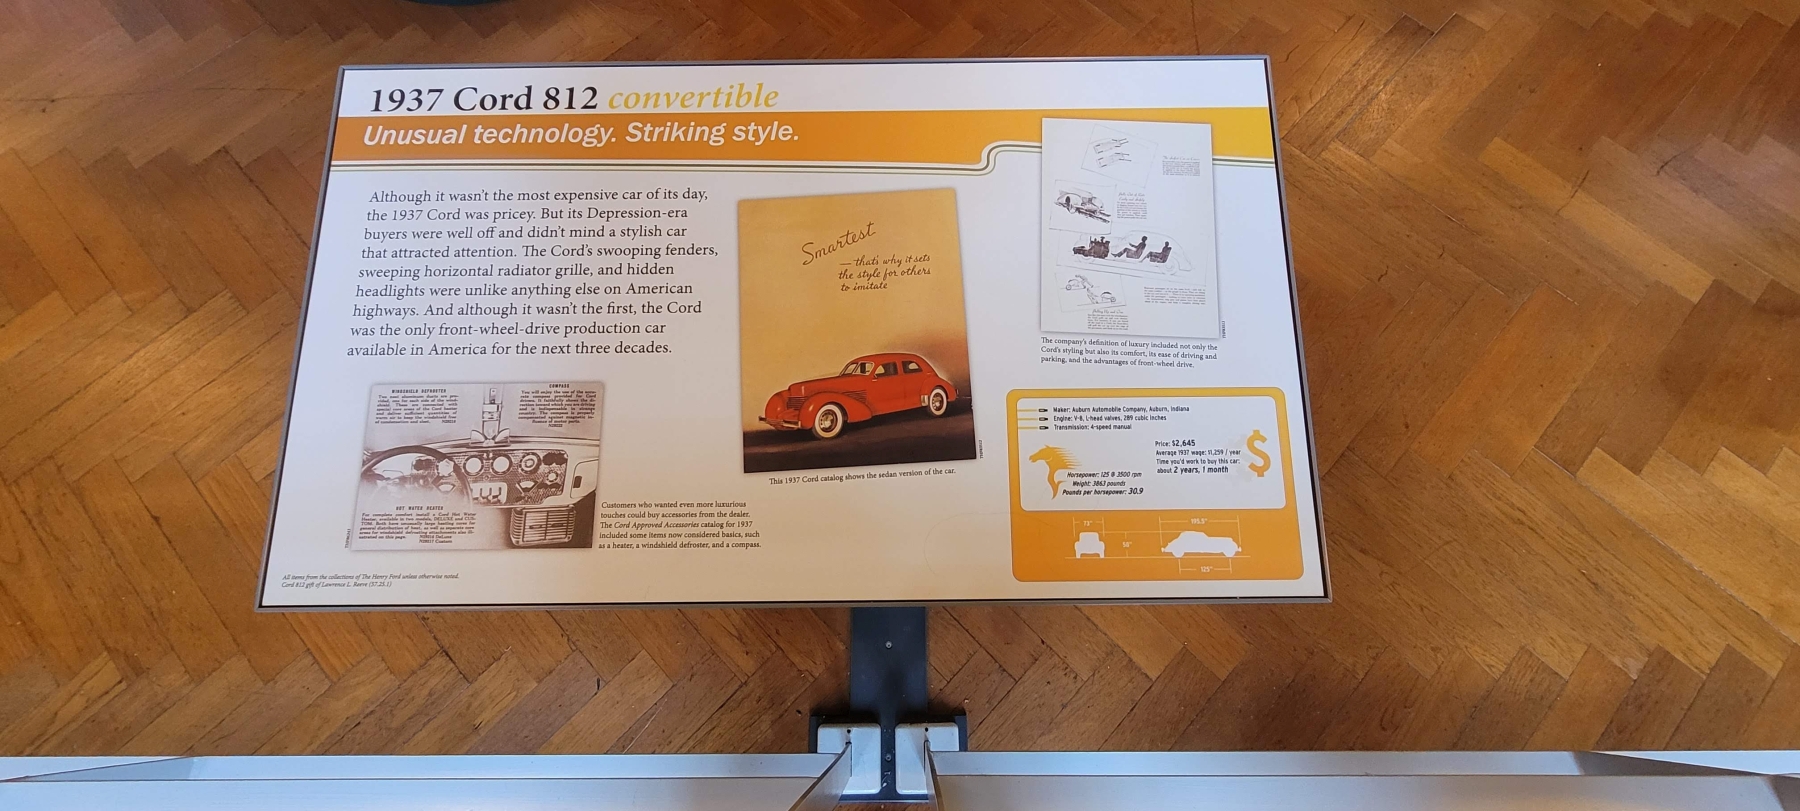 1937 Cord 812 convertible
Unusual technology. Striking style.
Although it wasn't the most expensive car of its day,
the 1937 Cord was pricey. But its Depression-era
buyers were well off and didn't mind a stylish car
that attracted attention. The Cord's swooping fenders,
sweeping horizontal radiator grille, and hidden
headlights were unlike anything else on American
highways. And although it wasn't the first, the Cord
was the only front-wheel-drive production car
available in America for the next three decades.
WINDSHIELD DEFROSTER
COMPASS
HOT WATER HEATER
Customers who wanted even more luxurious
touches could buy accessories from the dealer.
The Cord Approved Accessories catalog for 1937
included some items now considered basics, such
as a heater, a windshield defroster, and a compass.
All items from the collections of The Henry Ford unless otherwise noted.
Cord 812 gift of Lawrence L. Reeve (57.25.1)
Smartest
— that's why it sets
the style for others
to imitate
This 1937 Cord catalog shows the sedan version of the car.
The company's definition of luxury included not only the
Cord's styling but also its comfort, its ease of driving and
parking, and the advantages of front-wheel drive.
Maker: Auburn Automobile Company, Auburn, Indiana
Engine: V-8, L-head valves, 289 cubic inches
Transmission: 4-speed manual
Price: $2,645
Average 1937 wage: $1,259 / year
Time you'd work to buy this car:
about 2 years, 1 month
$
Horsepower: 125 @ 3500 rpm
Weight: 3863 pounds
Pounds per horsepower: 30.9
72"
58"
195.5"
125"